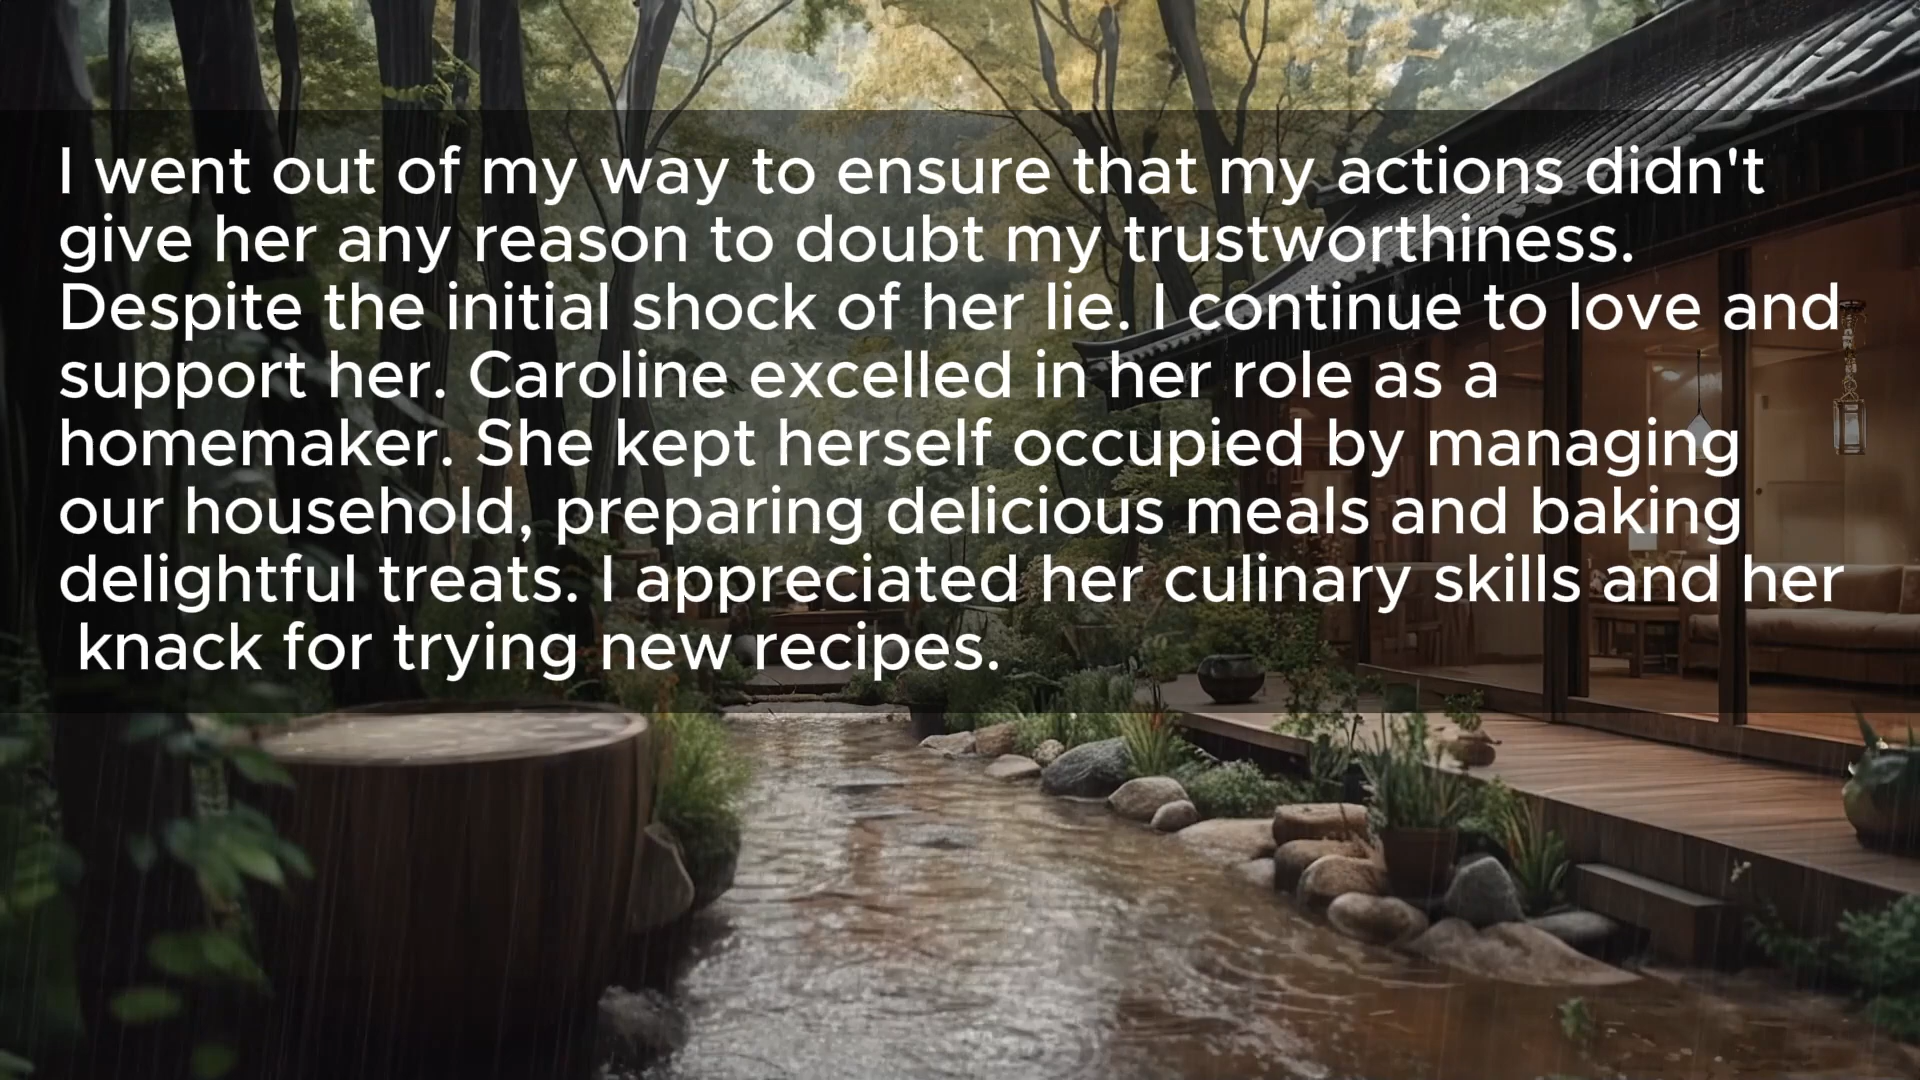 I went out of my way to ensure that my actions didn't
give her any reason to doubt my trustworthiness.
Despite the initial shock of her lie. I continue to love and
support her. Caroline excelled in her role as a
homemaker. She kept herself occupied by managing
our household, preparing delicious meals and baking
delightful treats. I appreciated her culinary skills and her
knack for trying new recipes.